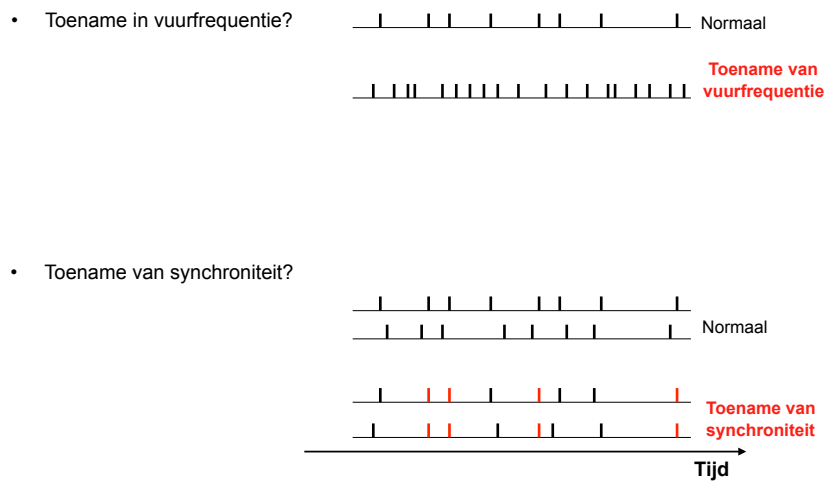 • Toename in vuurfrequentie?
Normaal
Toename van
vuurfrequentie
• Toename van synchroniteit?
Normaal
Toename van
synchroniteit
Tijd